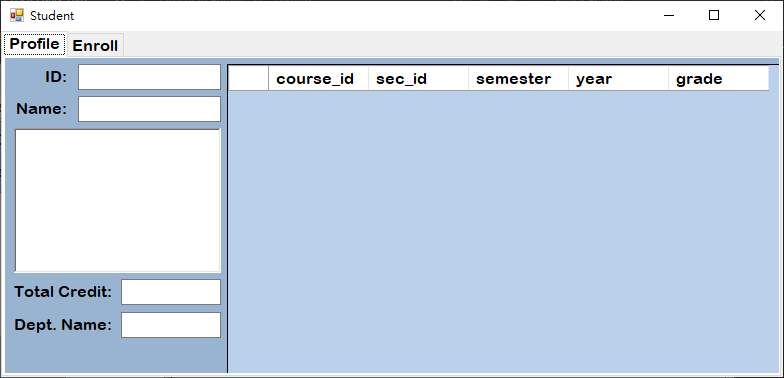 Student
Profile Enroll
ID:
Name:
Total Credit:
Dept. Name:
course_id sec_id semester year grade